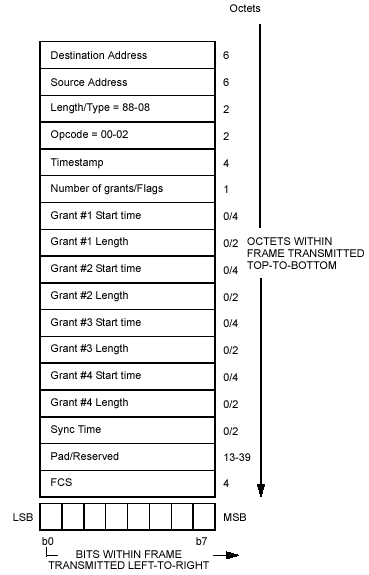 Octets
Destination Address 6
Source Address 6
Length/Type = 88-08 2
Opcode = 00-02 2
Timestamp 4
Number of grants/Flags 1
Grant #1 Start time 0/4
Grant #1 Length 0/2
Grant #2 Start time 0/4
Grant #2 Length 0/2
Grant #3 Start time 0/4
Grant #3 Length 0/2
Grant #4 Start time 0/4
Grant #4 Length 0/2
Sync Time 0/2
Pad/Reserved 13-39
FCS 4
OCTETS WITHIN
FRAME TRANSMITTED
TOP-TO-BOTTOM
LSB MSB
b0 b7
BITS WITHIN FRAME
TRANSMITTED LEFT-TO-RIGHT